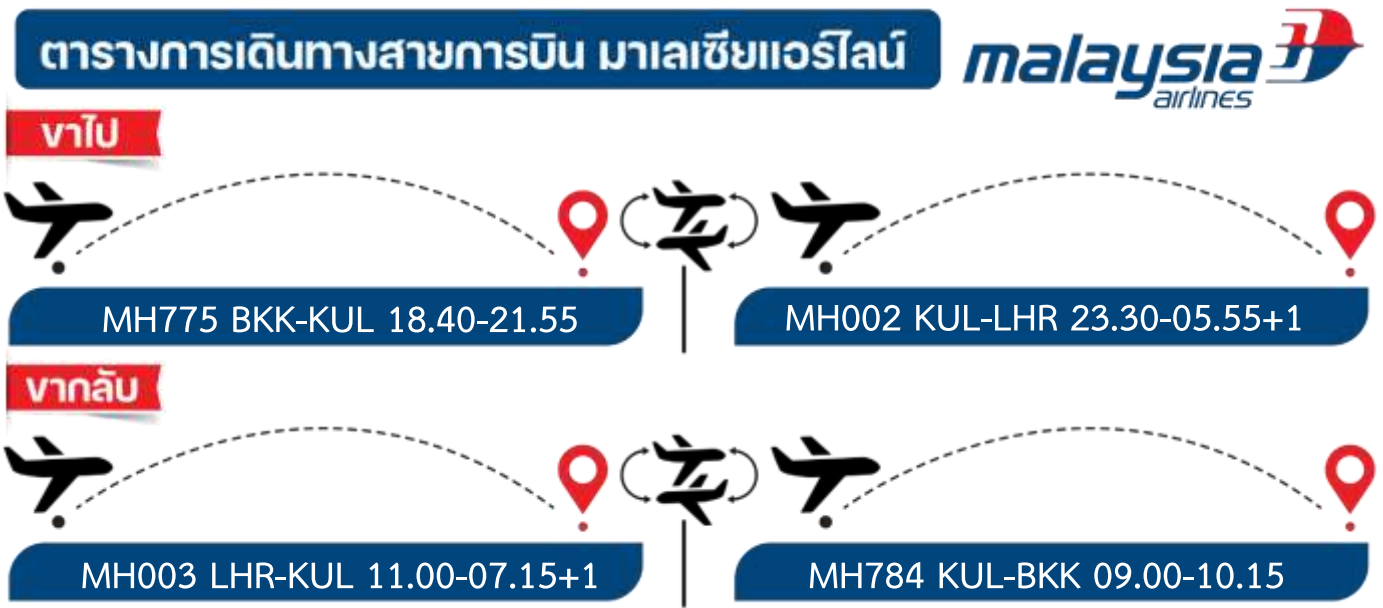 ตารางการเดินทางสายการบิน มาเลเซียแอร์ไลน์
malaysia
airlines
ขาไป
MH775 BKK-KUL 18.40-21.55
MH002 KUL-LHR 23.30-05.55+1
ขากลับ
MH003 LHR-KUL 11.00-07.15+1
MH784 KUL-BKK 09.00-10.15